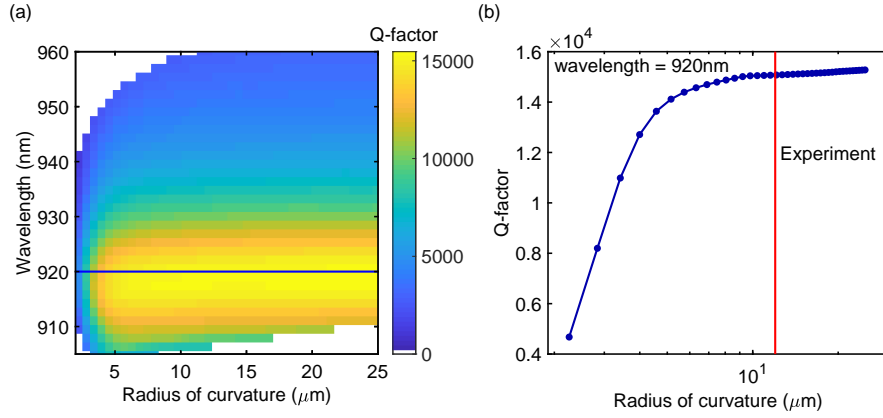 (a)
Q-factor
Wavelength (nm)
960
950
940
930
920
910
5
10
15
20
25
Radius of curvature (μm)
15000
10000
5000
0
(b)
×10⁴
wavelength = 920nm
Experiment
Q-factor
1.6
1.4
1.2
1
0.8
0.6
0.4
10¹
Radius of curvature (μm)